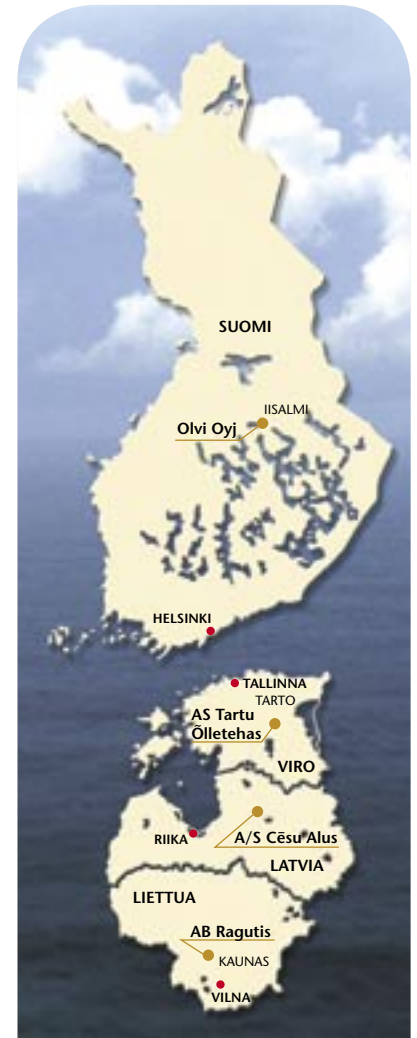 SUOMI
IISALMI
Olvi Oyj
HELSINKI
TALLINNA
TARTO
AS Tartu
Õlletehas
VIRO
RIIKA
A/S Cēsu Alus
LATVIA
LIETTUA
AB Ragutis
KAUNAS
VILNA